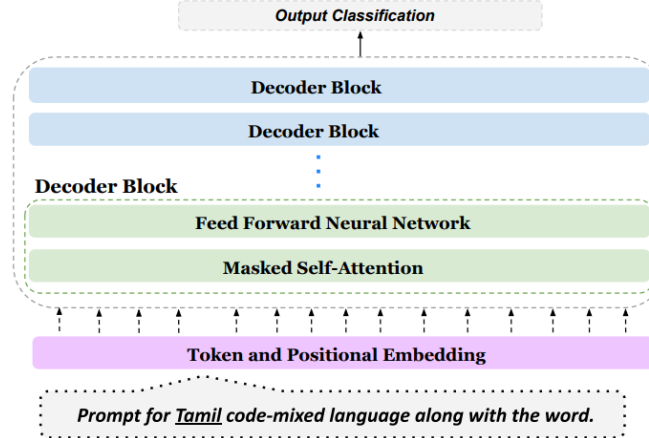 Output Classification
Decoder Block
Decoder Block
Decoder Block
Feed Forward Neural Network
Masked Self-Attention
Token and Positional Embedding
Prompt for Tamil code-mixed language along with the word.